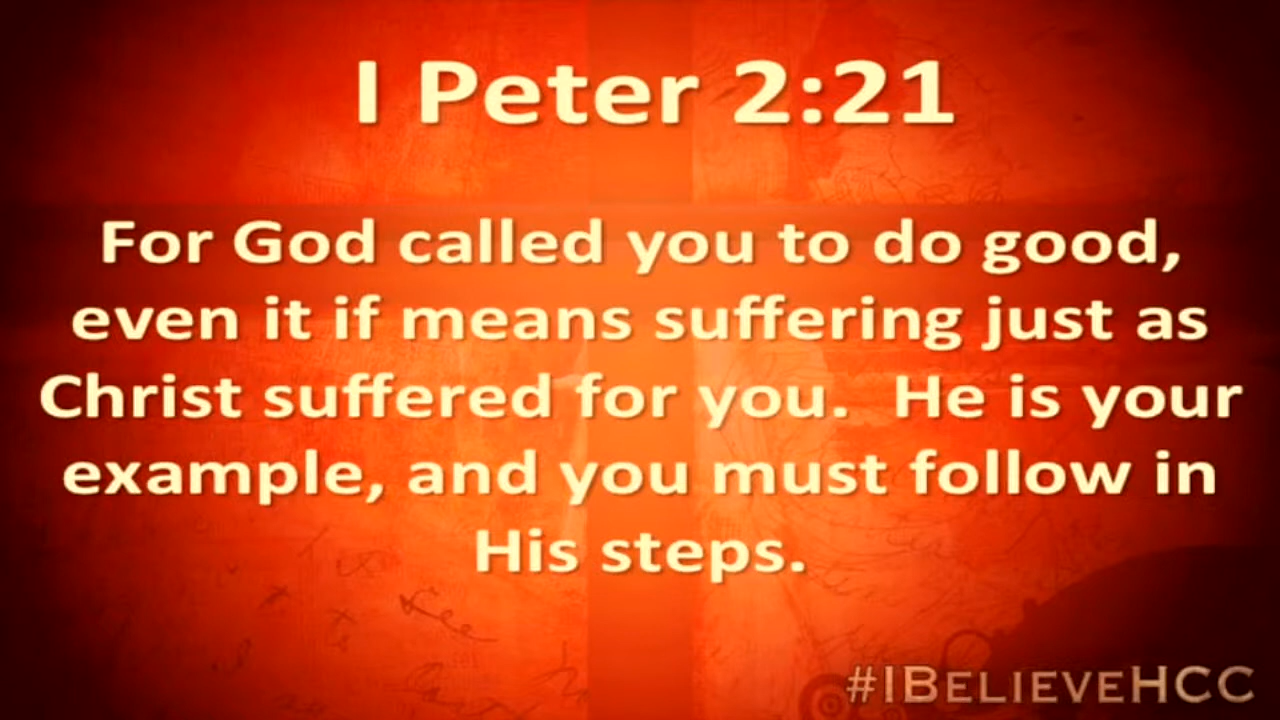 I Peter 2:21
For God called you to do good,
even it if means suffering just as
Christ suffered for you.  He is your
example, and you must follow in
His steps.
#IBELIEVEHCC